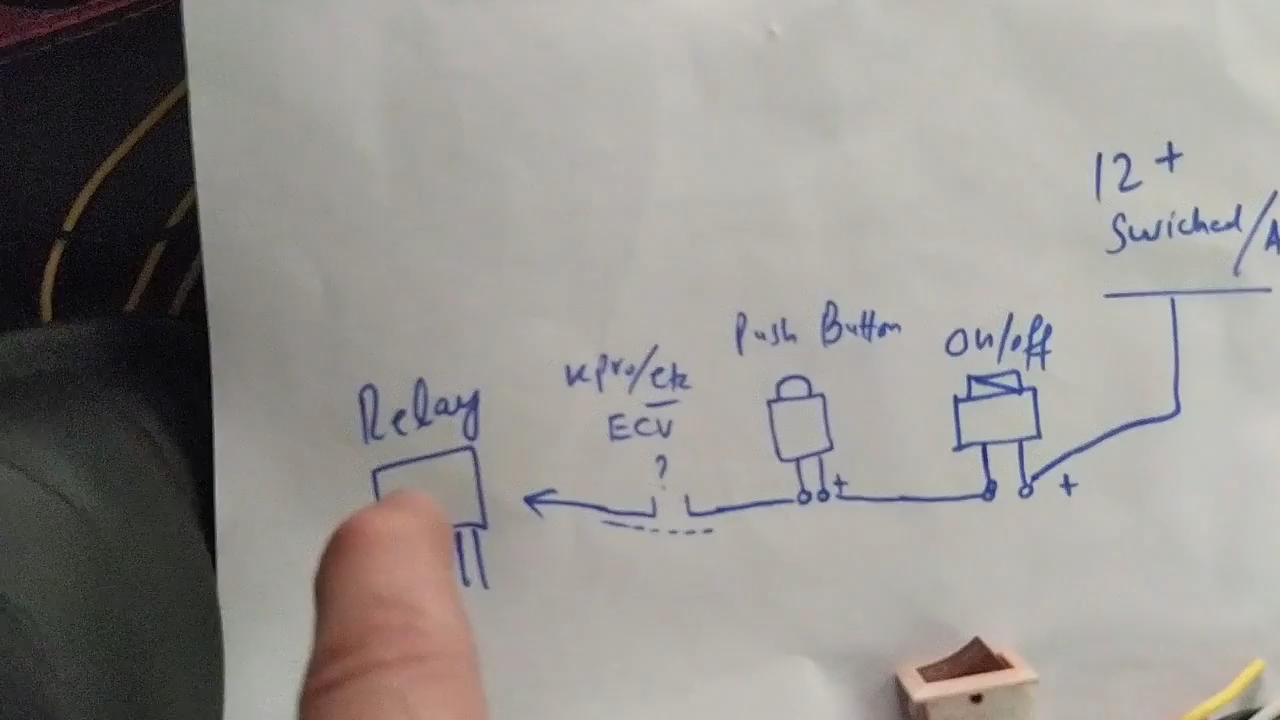 12 +
Swiched/A
Push Button
on/off
Kpro/etc
ECU
?
Relay
+
+